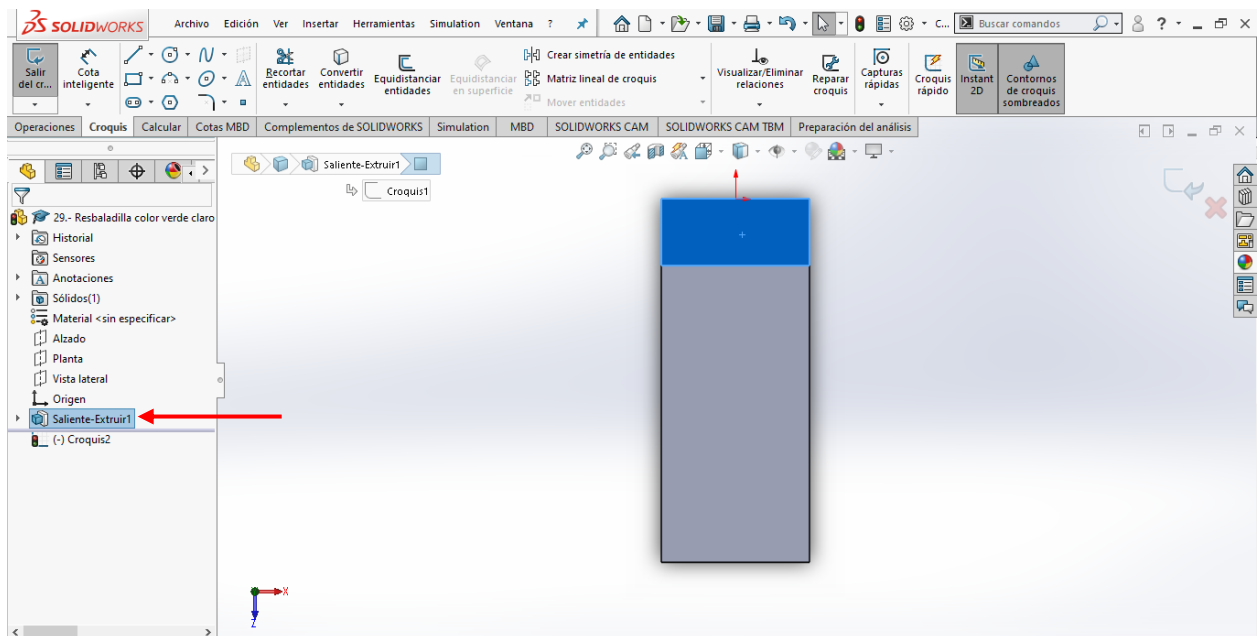 SOLIDWORKS Archivo Edición Ver Insertar Herramientas Simulation Ventana ? C... Buscar comandos ?
Salir del cr...
Cota inteligente
Recortar entidades
Convertir entidades
Equidistanciar entidades
Equidistanciar en superficie
Crear simetría de entidades
Matriz lineal de croquis
Mover entidades
Visualizar/Eliminar relaciones
Reparar croquis
Capturas rápidas
Croquis rápido
Instant 2D
Contornos de croquis sombreados
Operaciones Croquis Calcular Cotas MBD Complementos de SOLIDWORKS Simulation MBD SOLIDWORKS CAM SOLIDWORKS CAM TBM Preparación del análisis
Saliente-Extruir1
Croquis1
29.- Resbaladilla color verde claro
Historial
Sensores
Anotaciones
Sólidos(1)
Material <sin especificar>
Alzado
Planta
Vista lateral
Origen
Saliente-Extruir1
(-) Croquis2
X
Z